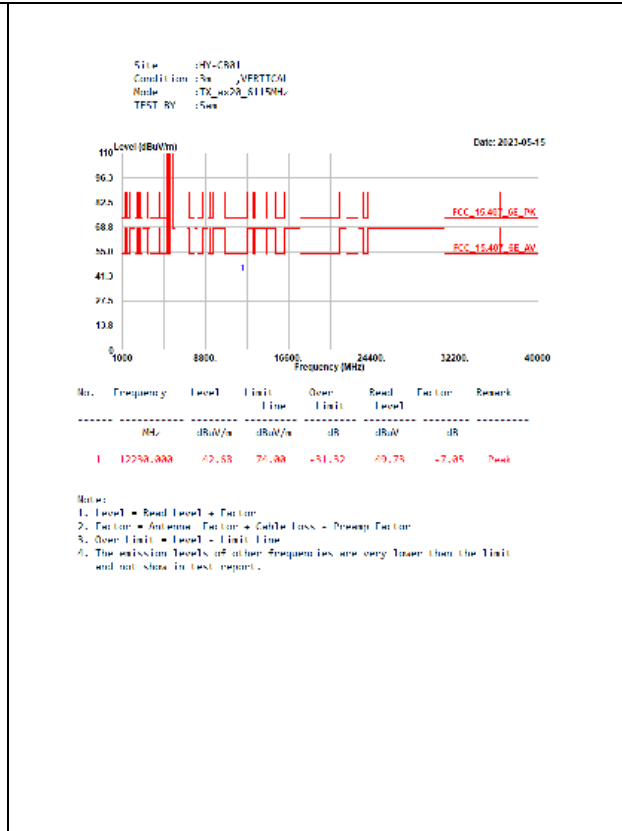 Site :HY-CB01
Condition :3m ,VERTICAL
Mode :TX_ax20_6115MHz
TEST BY :Sam
Level (dBuV/m)
Date: 2023-05-15
110
96.3
82.5
68.8
55.0
41.3
27.5
13.8
0
FCC_15.407_6E_PK
FCC_15.407_6E_AV
1
1000 8800. 16600. 24400. 32200. 40000
Frequency (MHz)
No. Frequency Level Limit Over Read Factor Remark
Line Limit Level
MHz dBuV/m dBuV/m dB dBuV dB
1 12230.000 42.68 74.00 -31.32 49.73 -7.05 Peak
Note:
1. Level = Read Level + Factor
2. Factor = Antenna Factor + Cable Loss - Preamp Factor
3. Over Limit = Level - Limit Line
4. The emission levels of other frequencies are very lower than the limit
and not show in test report.